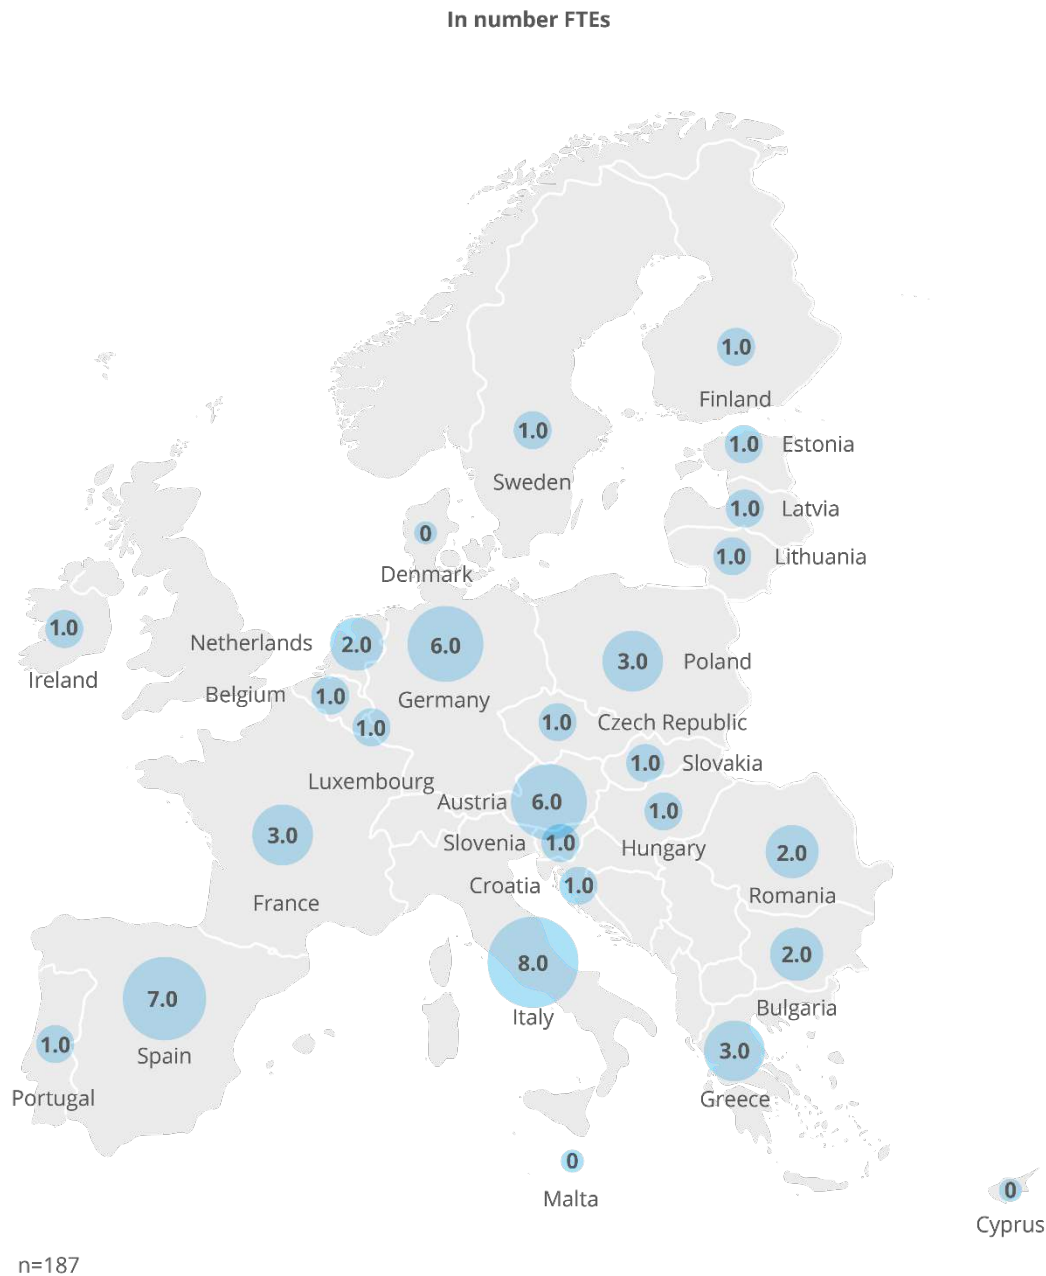 In number FTEs
1.0
Finland
1.0
Sweden
1.0 Estonia
1.0 Latvia
0
Denmark
1.0 Lithuania
1.0
Ireland
Netherlands 2.0
6.0
Germany
3.0 Poland
Belgium 1.0
1.0
Luxembourg
1.0 Czech Republic
1.0 Slovakia
Austria 6.0
1.0
Hungary
3.0
France
Slovenia 1.0
2.0
Romania
Croatia 1.0
8.0
Italy
2.0
Bulgaria
7.0
Spain
1.0
Portugal
3.0
Greece
0
Malta
0
Cyprus
n=187